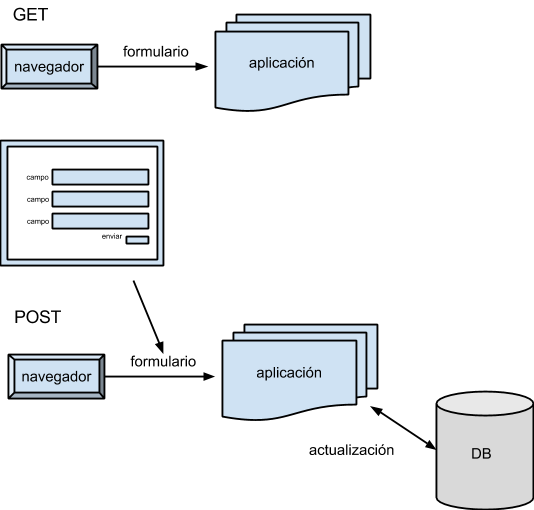 GET
formulario
navegador
aplicación
campo
campo
campo
enviar
POST
formulario
navegador
aplicación
actualización
DB